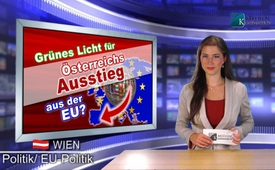 Grünes Licht für
Österreichs
Ausstieg
aus der
EU?
WIEN
Politik/ EU-Politik